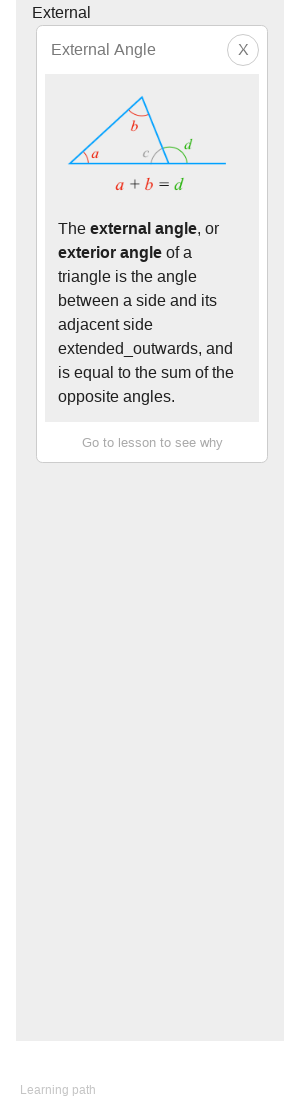 External
External Angle
X
b
a
c
d
a + b = d
The external angle, or
exterior angle of a
triangle is the angle
between a side and its
adjacent side
extended_outwards, and
is equal to the sum of the
opposite angles.
Go to lesson to see why
Learning path